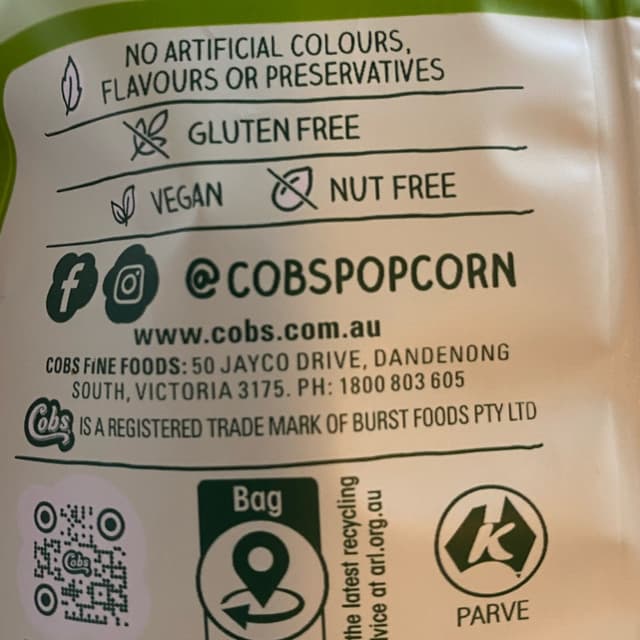 NO ARTIFICIAL COLOURS,
FLAVOURS OR PRESERVATIVES
GLUTEN FREE
VEGAN
NUT FREE
@COBSPOPCORN
www.cobs.com.au
COBS FINE FOODS: 50 JAYCO DRIVE, DANDENONG
SOUTH, VICTORIA 3175. PH: 1800 803 605
Cobs IS A REGISTERED TRADE MARK OF BURST FOODS PTY LTD
Cobs
Bag
the latest recycling
vice at arl.org.au
K
PARVE